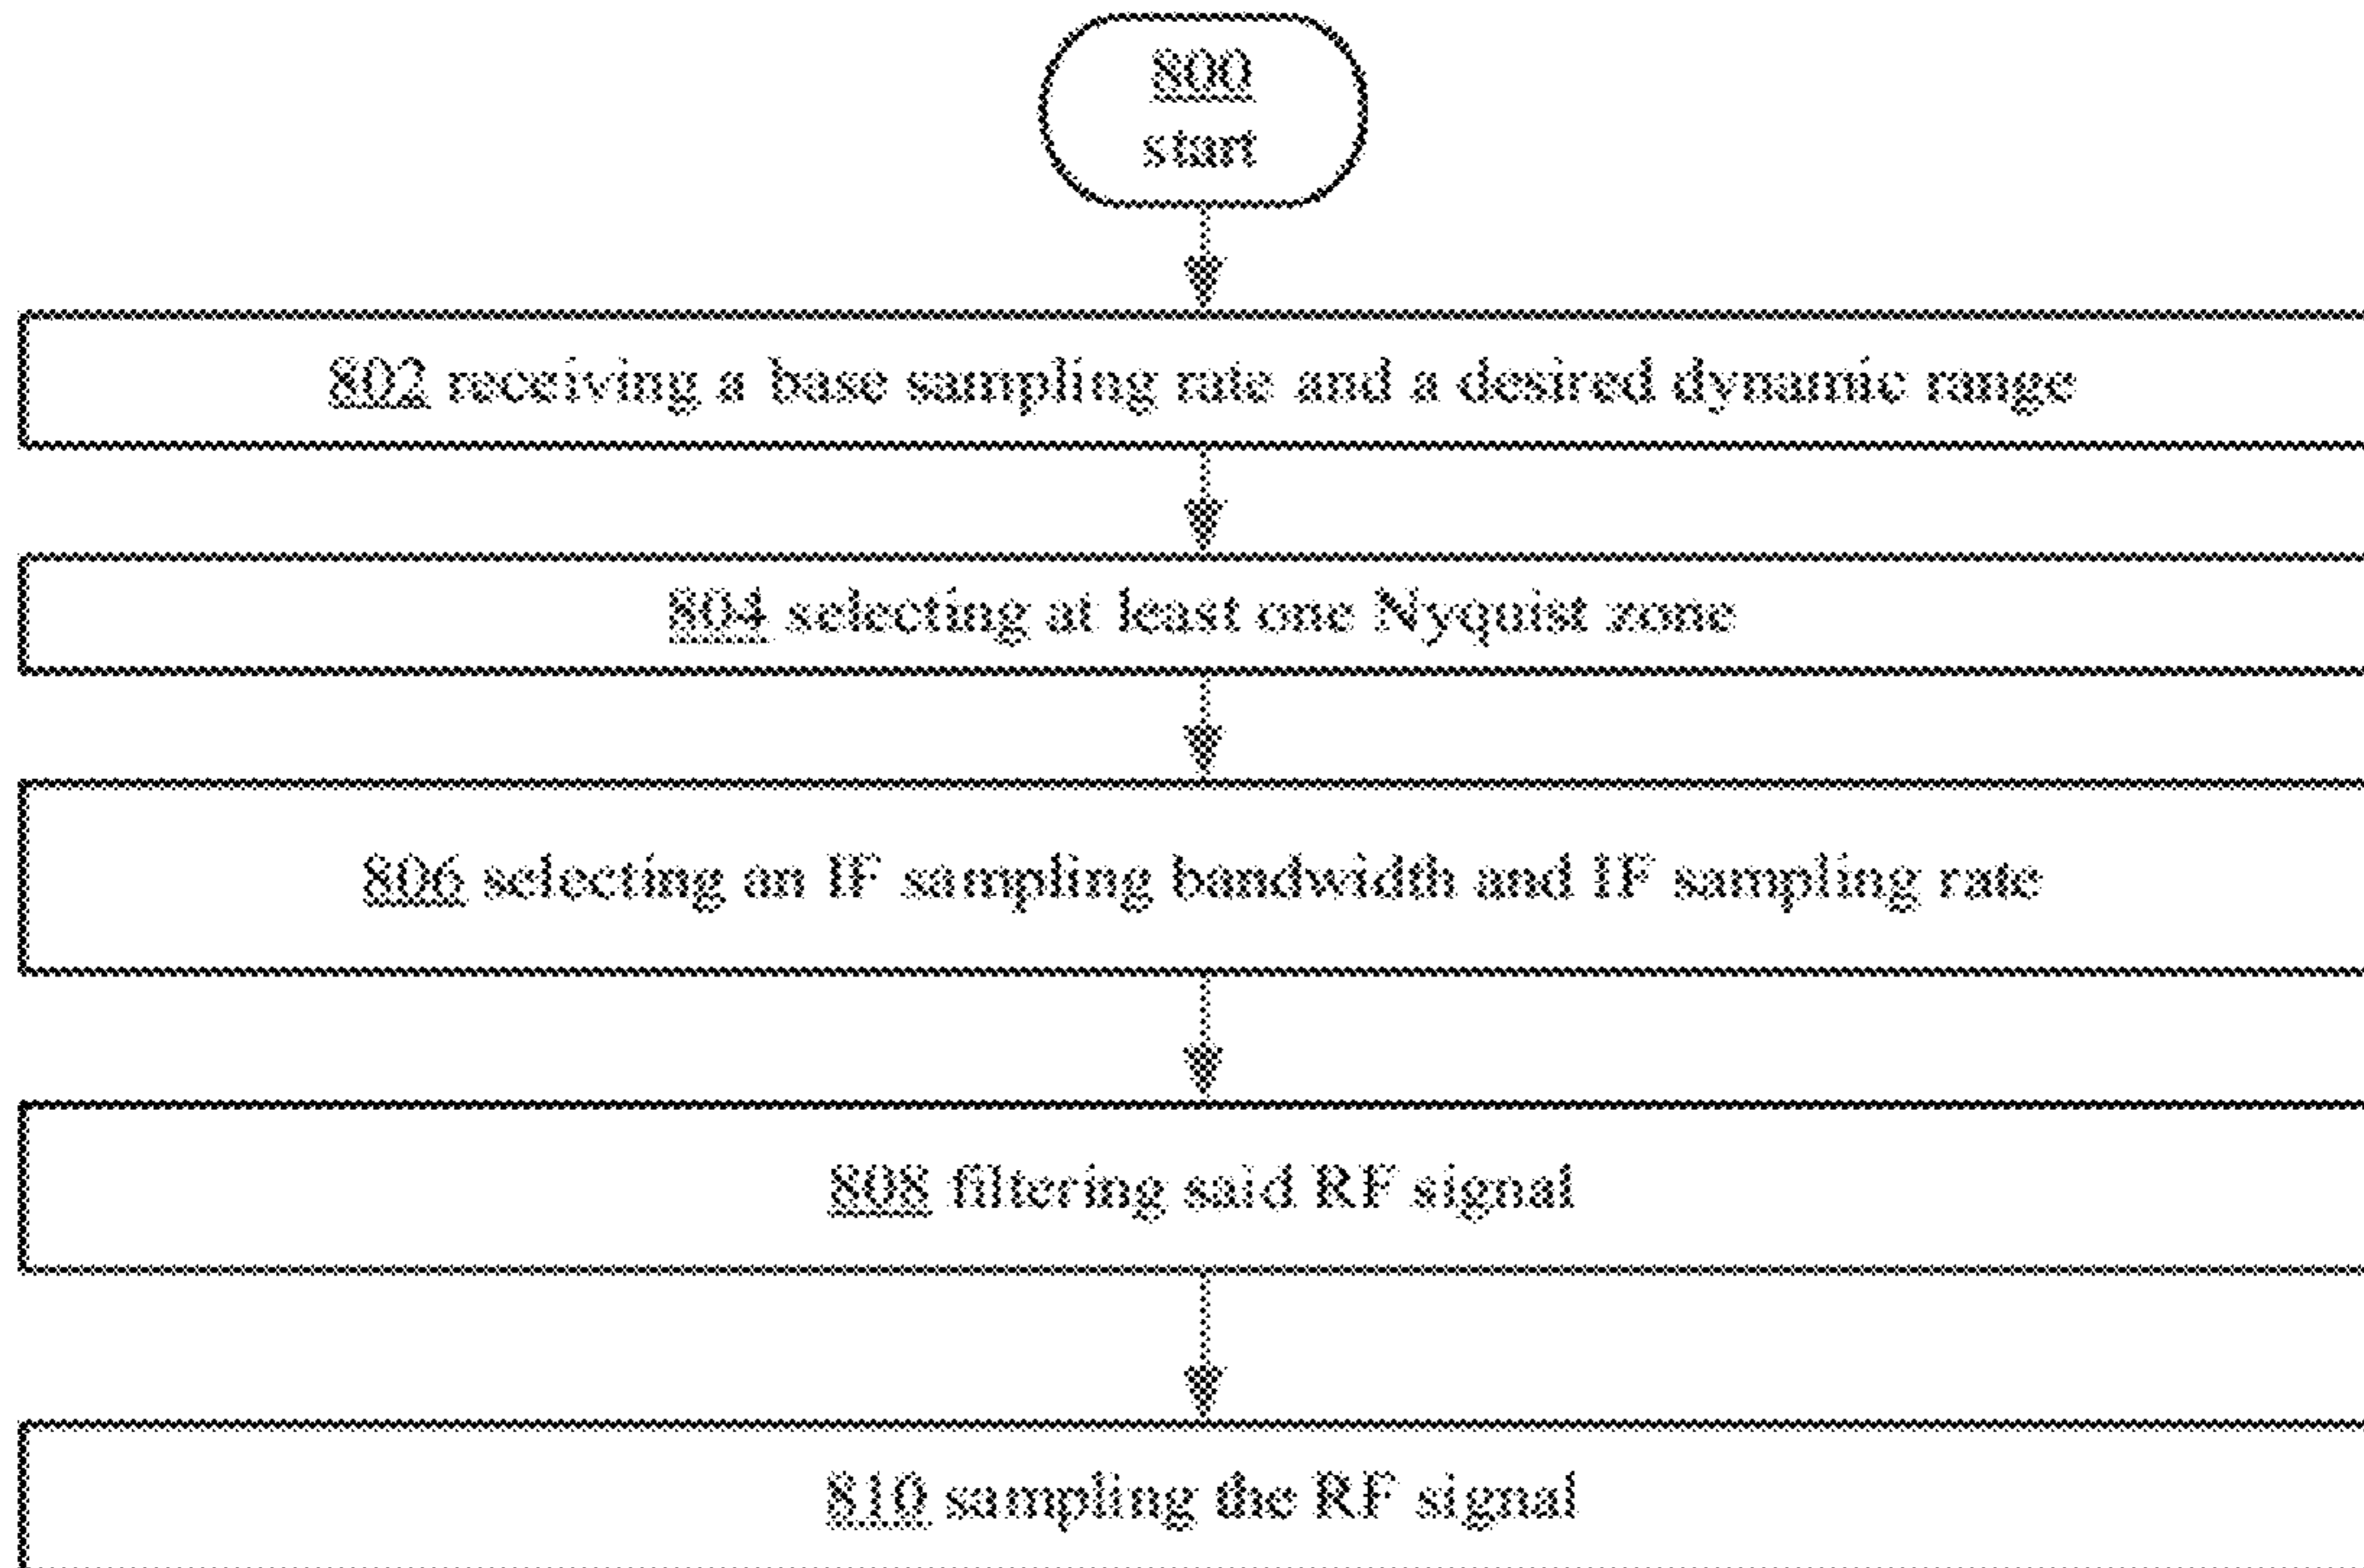 800
start
802 receiving a base sampling rate and a desired dynamic range
804 selecting at least one Nyquist zone
806 selecting an IF sampling bandwidth and IF sampling rate
808 filtering said RF signal
810 sampling the RF signal